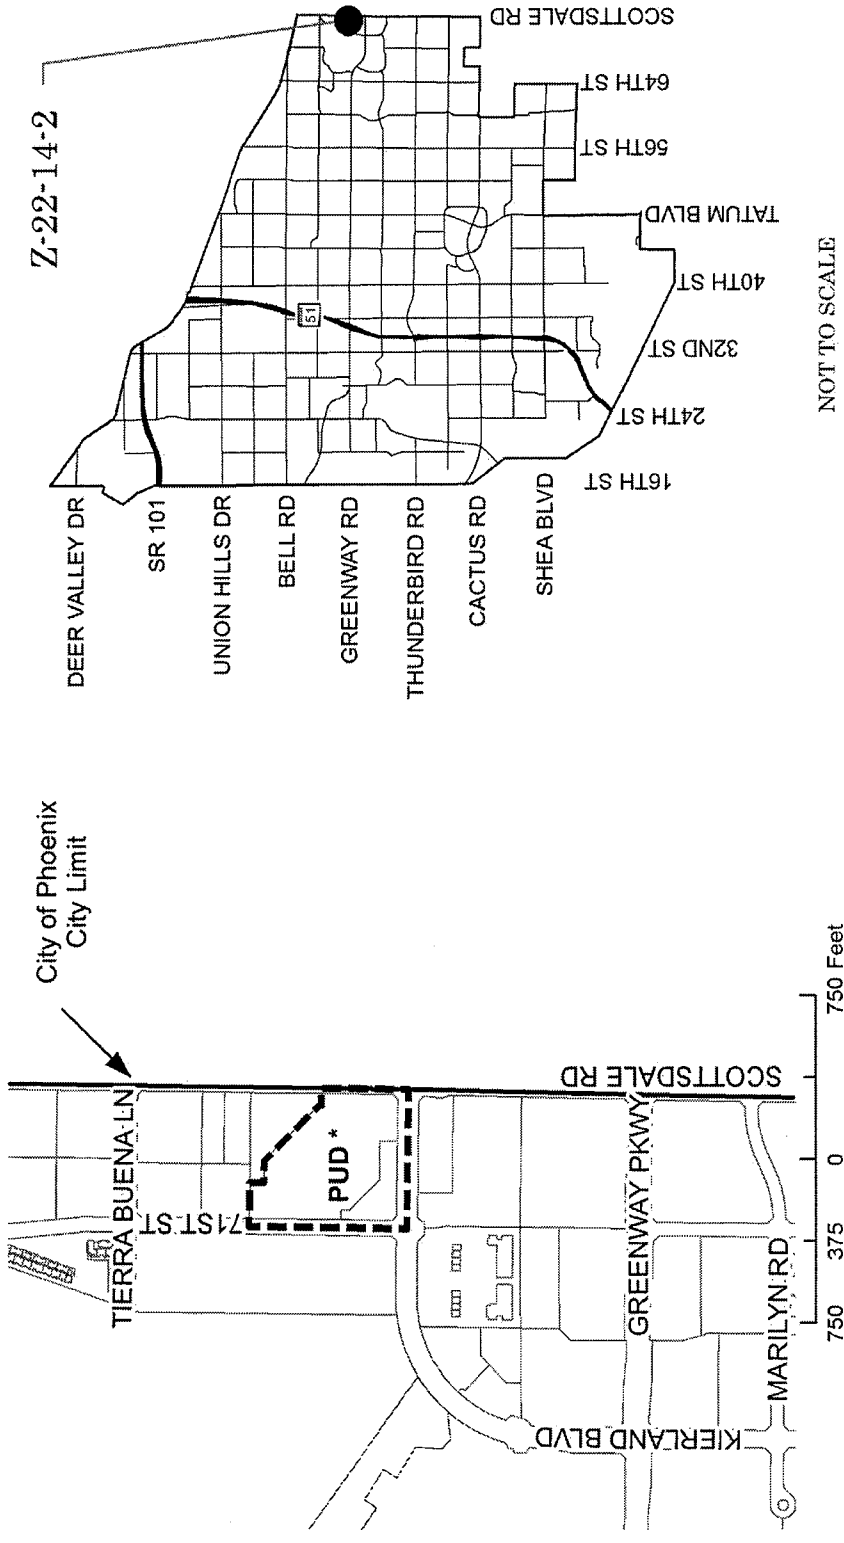 Z-22-14-2
SCOTTSDALE RD
64TH ST
56TH ST
TATUM BLVD
40TH ST
32ND ST
24TH ST
16TH ST
51
DEER VALLEY DR
SR 101
UNION HILLS DR
BELL RD
GREENWAY RD
THUNDERBIRD RD
CACTUS RD
SHEA BLVD
NOT TO SCALE
City of Phoenix
City Limit
TIERRA BUENA LN
71ST ST
PUD *
SCOTTSDALE RD
GREENWAY PKWY
MARILYN RD
KIERLAND BLVD
750
375
0
750 Feet